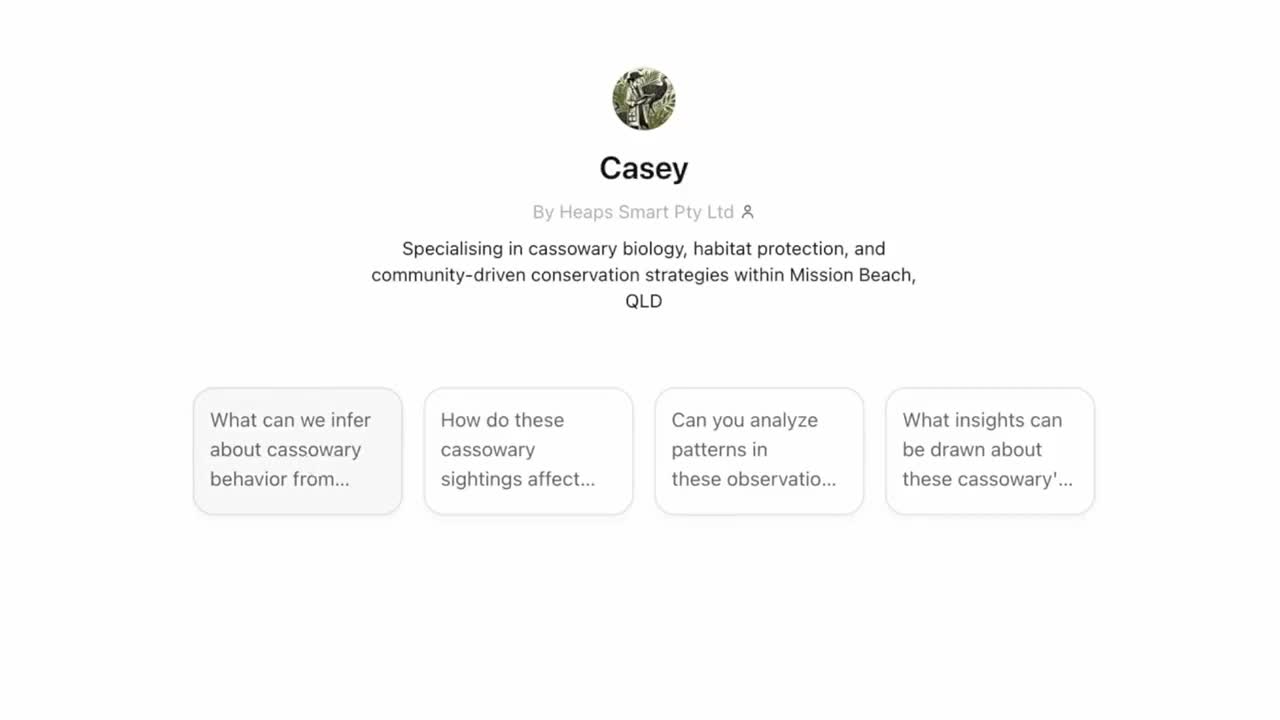 Casey
By Heaps Smart Pty Ltd
Specialising in cassowary biology, habitat protection, and
community-driven conservation strategies within Mission Beach,
QLD
What can we infer
about cassowary
behavior from...
How do these
cassowary
sightings affect...
Can you analyze
patterns in
these observatio...
What insights can
be drawn about
these cassowary'...